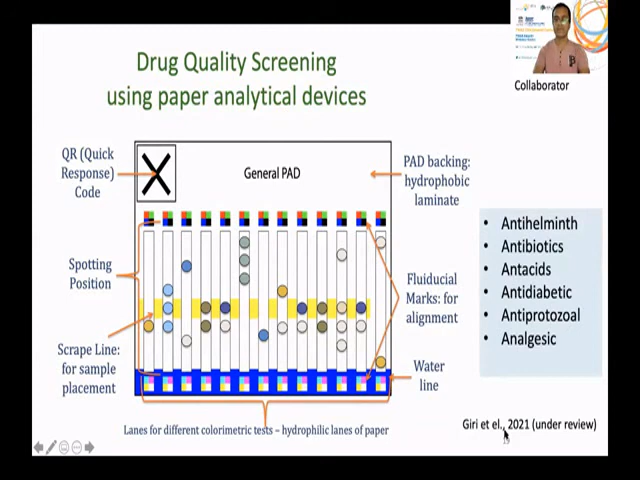 Drug Quality Screening
using paper analytical devices
Collaborator
QR (Quick
Response)
Code
General PAD
PAD backing:
hydrophobic
laminate
Spotting
Position
Fluiducial
Marks: for
alignment
Scrape Line:
for sample
placement
Water
line
Lanes for different colorimetric tests – hydrophilic lanes of paper
• Antihelminth
• Antibiotics
• Antacids
• Antidiabetic
• Antiprotozoal
• Analgesic
Giri et el., 2021 (under review)